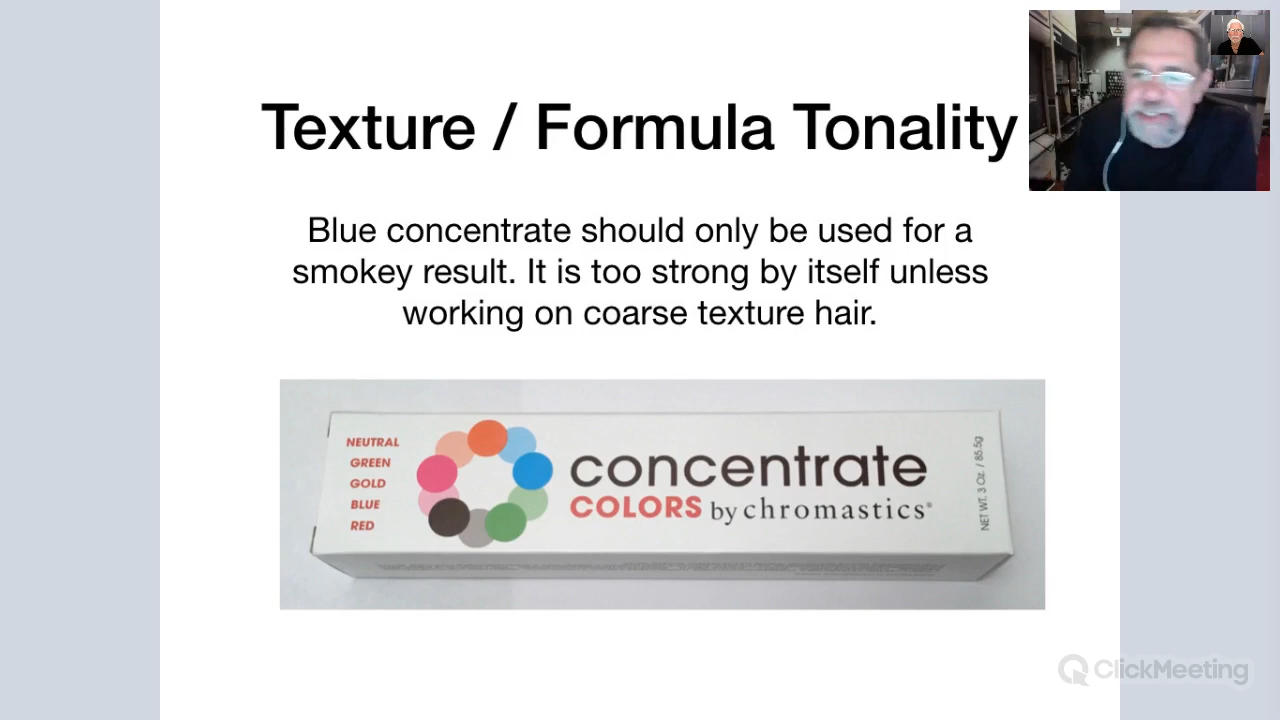 Texture / Formula Tonality
Blue concentrate should only be used for a
smokey result. It is too strong by itself unless
working on coarse texture hair.
NEUTRAL
GREEN
GOLD
BLUE
RED
concentrate
COLORS by chromastics®
NET WT. 3 Oz. / 85.5g
ClickMeeting